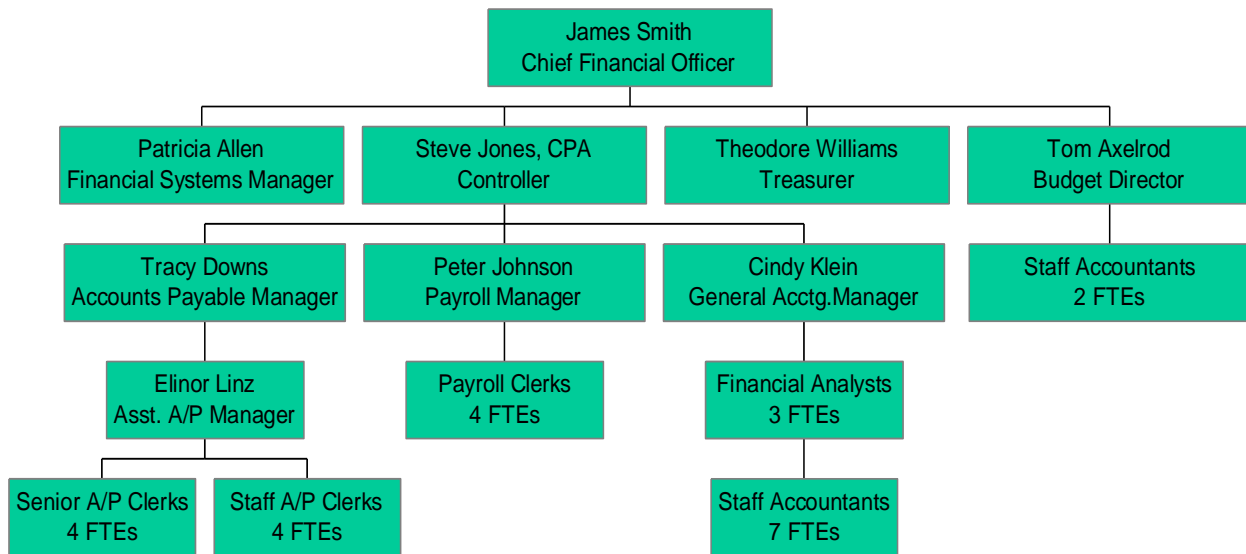 James Smith
Chief Financial Officer
Patricia Allen
Financial Systems Manager
Steve Jones, CPA
Controller
Theodore Williams
Treasurer
Tom Axelrod
Budget Director
Tracy Downs
Accounts Payable Manager
Peter Johnson
Payroll Manager
Cindy Klein
General Acctg.Manager
Staff Accountants
2 FTEs
Elinor Linz
Asst. A/P Manager
Payroll Clerks
4 FTEs
Financial Analysts
3 FTEs
Senior A/P Clerks
4 FTEs
Staff A/P Clerks
4 FTEs
Staff Accountants
7 FTEs